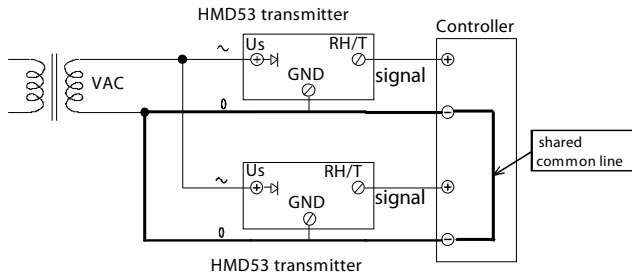 HMD53 transmitter
Controller
~
Us
RH/T
VAC
GND
signal
0
shared
common line
~
Us
RH/T
GND
signal
0
HMD53 transmitter